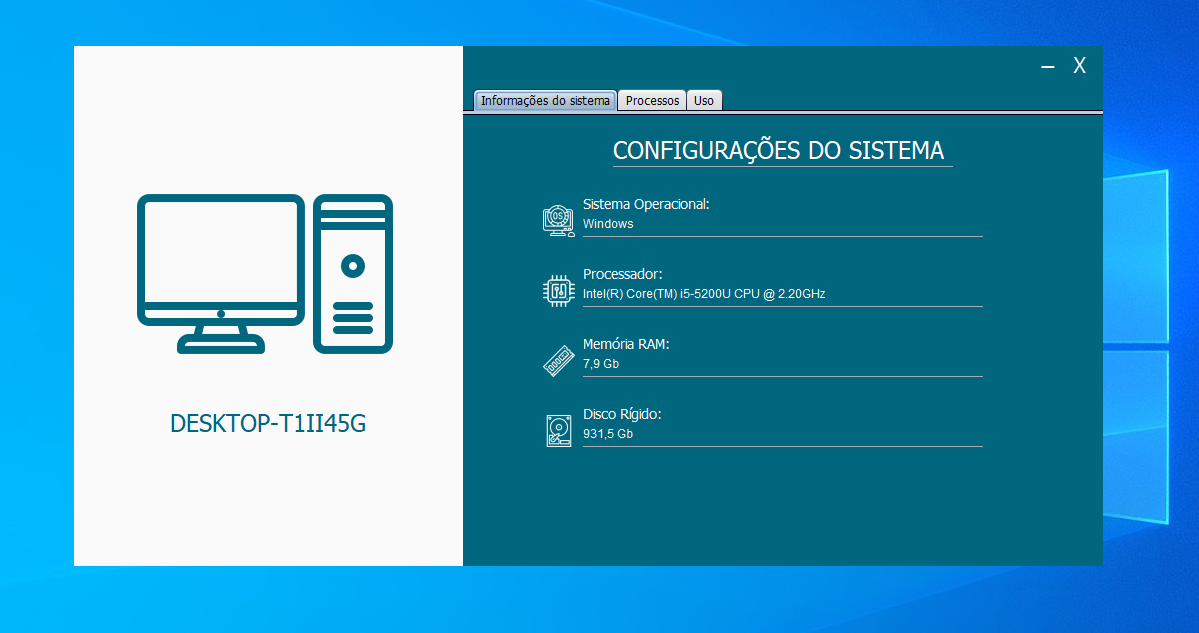 — X
Informações do sistema Processos Uso
CONFIGURAÇÕES DO SISTEMA
Sistema Operacional:
OS
Windows
Processador:
Intel(R) Core(TM) i5-5200U CPU @ 2.20GHz
Memória RAM:
7,9 Gb
Disco Rígido:
931,5 Gb
DESKTOP-T1II45G